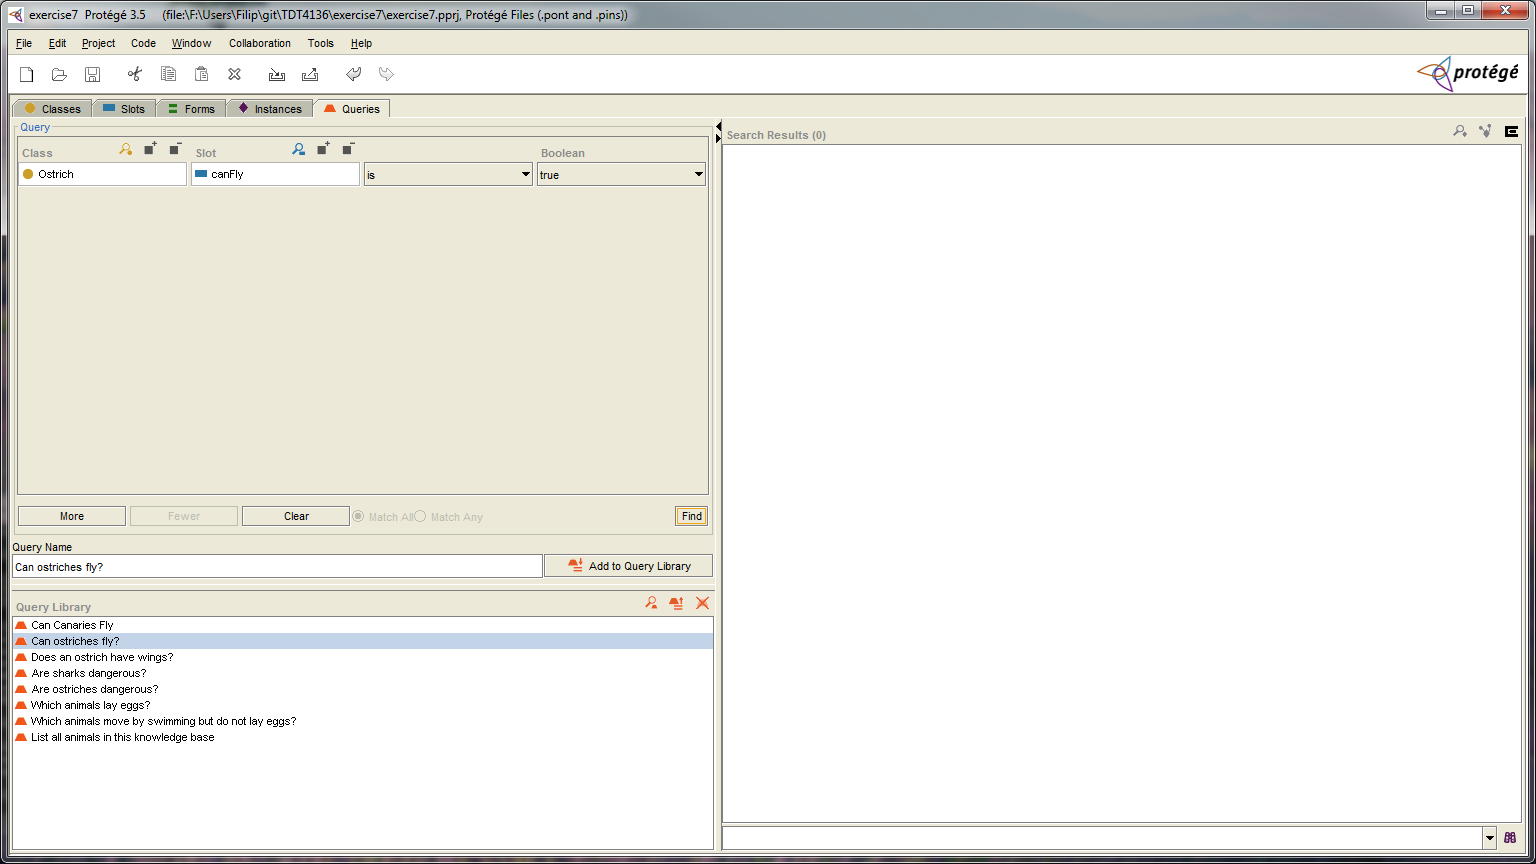 exercise7 Protégé 3.5 (file:\F:\Users\Filip\git\TDT4136\exercise7\exercise7.pprj, Protégé Files (.pont and .pins))
File Edit Project Code Window Collaboration Tools Help
protégé
Classes Slots Forms Instances Queries
Query
Search Results (0)
Class Slot Boolean
Ostrich canFly is true
More Fewer Clear Match All Match Any Find
Query Name
Can ostriches fly? Add to Query Library
Query Library
Can Canaries Fly
Can ostriches fly?
Does an ostrich have wings?
Are sharks dangerous?
Are ostriches dangerous?
Which animals lay eggs?
Which animals move by swimming but do not lay eggs?
List all animals in this knowledge base